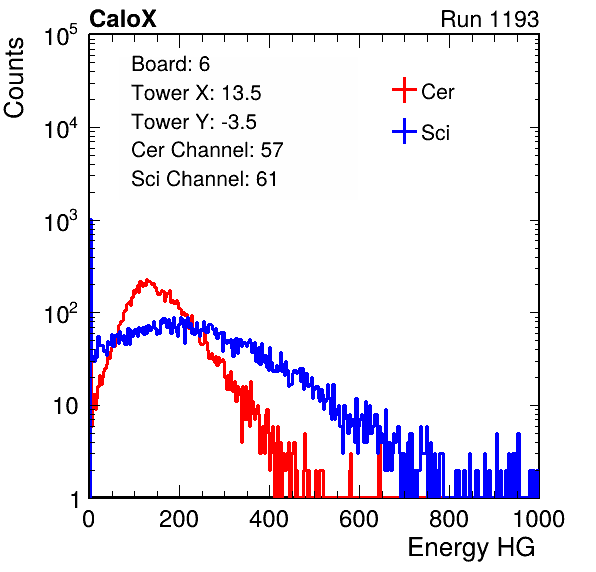 CaloX Run 1193
Counts
Board: 6
Tower X: 13.5
Tower Y: -3.5
Cer Channel: 57
Sci Channel: 61
Cer
Sci
10^5
10^4
10^3
10^2
10
1
0 200 400 600 800 1000
Energy HG